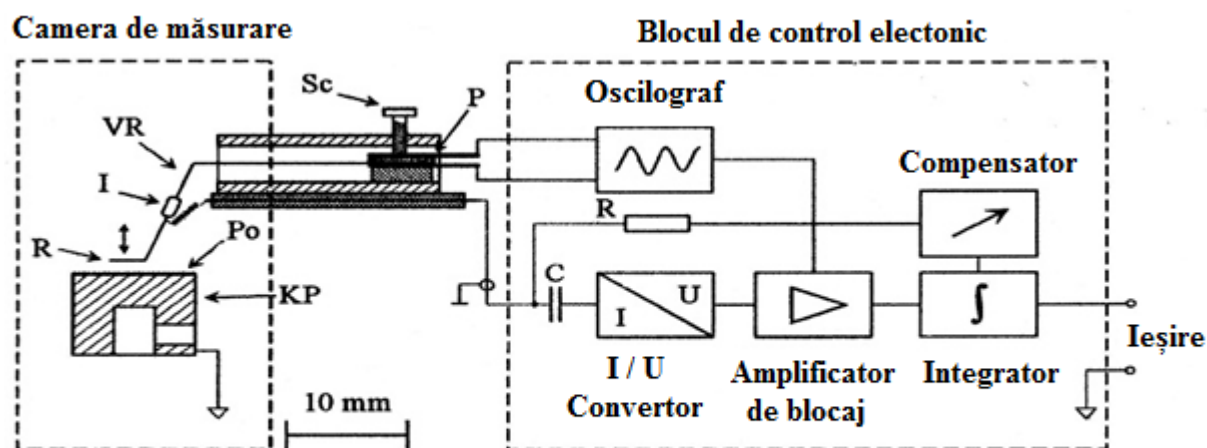 Camera de măsurare
Blocul de control electonic
Sc
P
Oscilograf
VR
Compensator
I
R
R
Po
C
KP
I
U
∫
Ieșire
I / U
Convertor
Amplificator
de blocaj
Integrator
10 mm